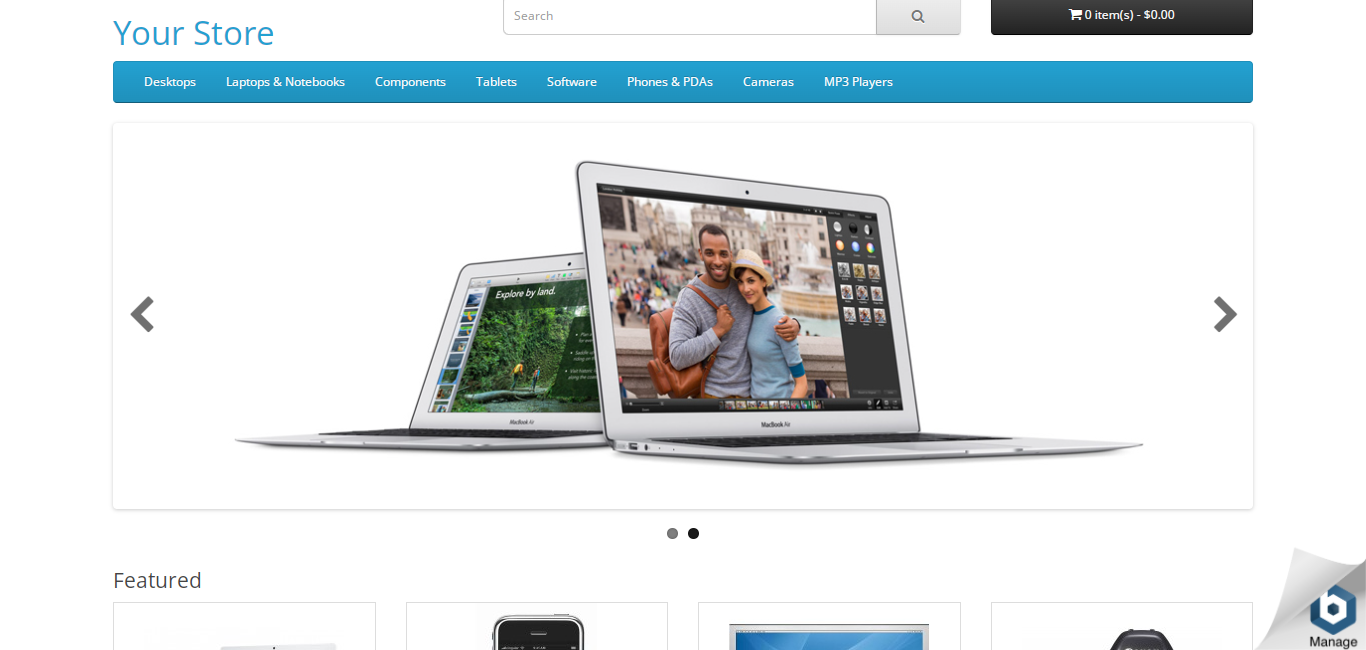 Your Store
Search
0 item(s) - $0.00
Desktops
Laptops & Notebooks
Components
Tablets
Software
Phones & PDAs
Cameras
MP3 Players
Explore by land.
MacBook Air
MacBook Air
Featured
Manage